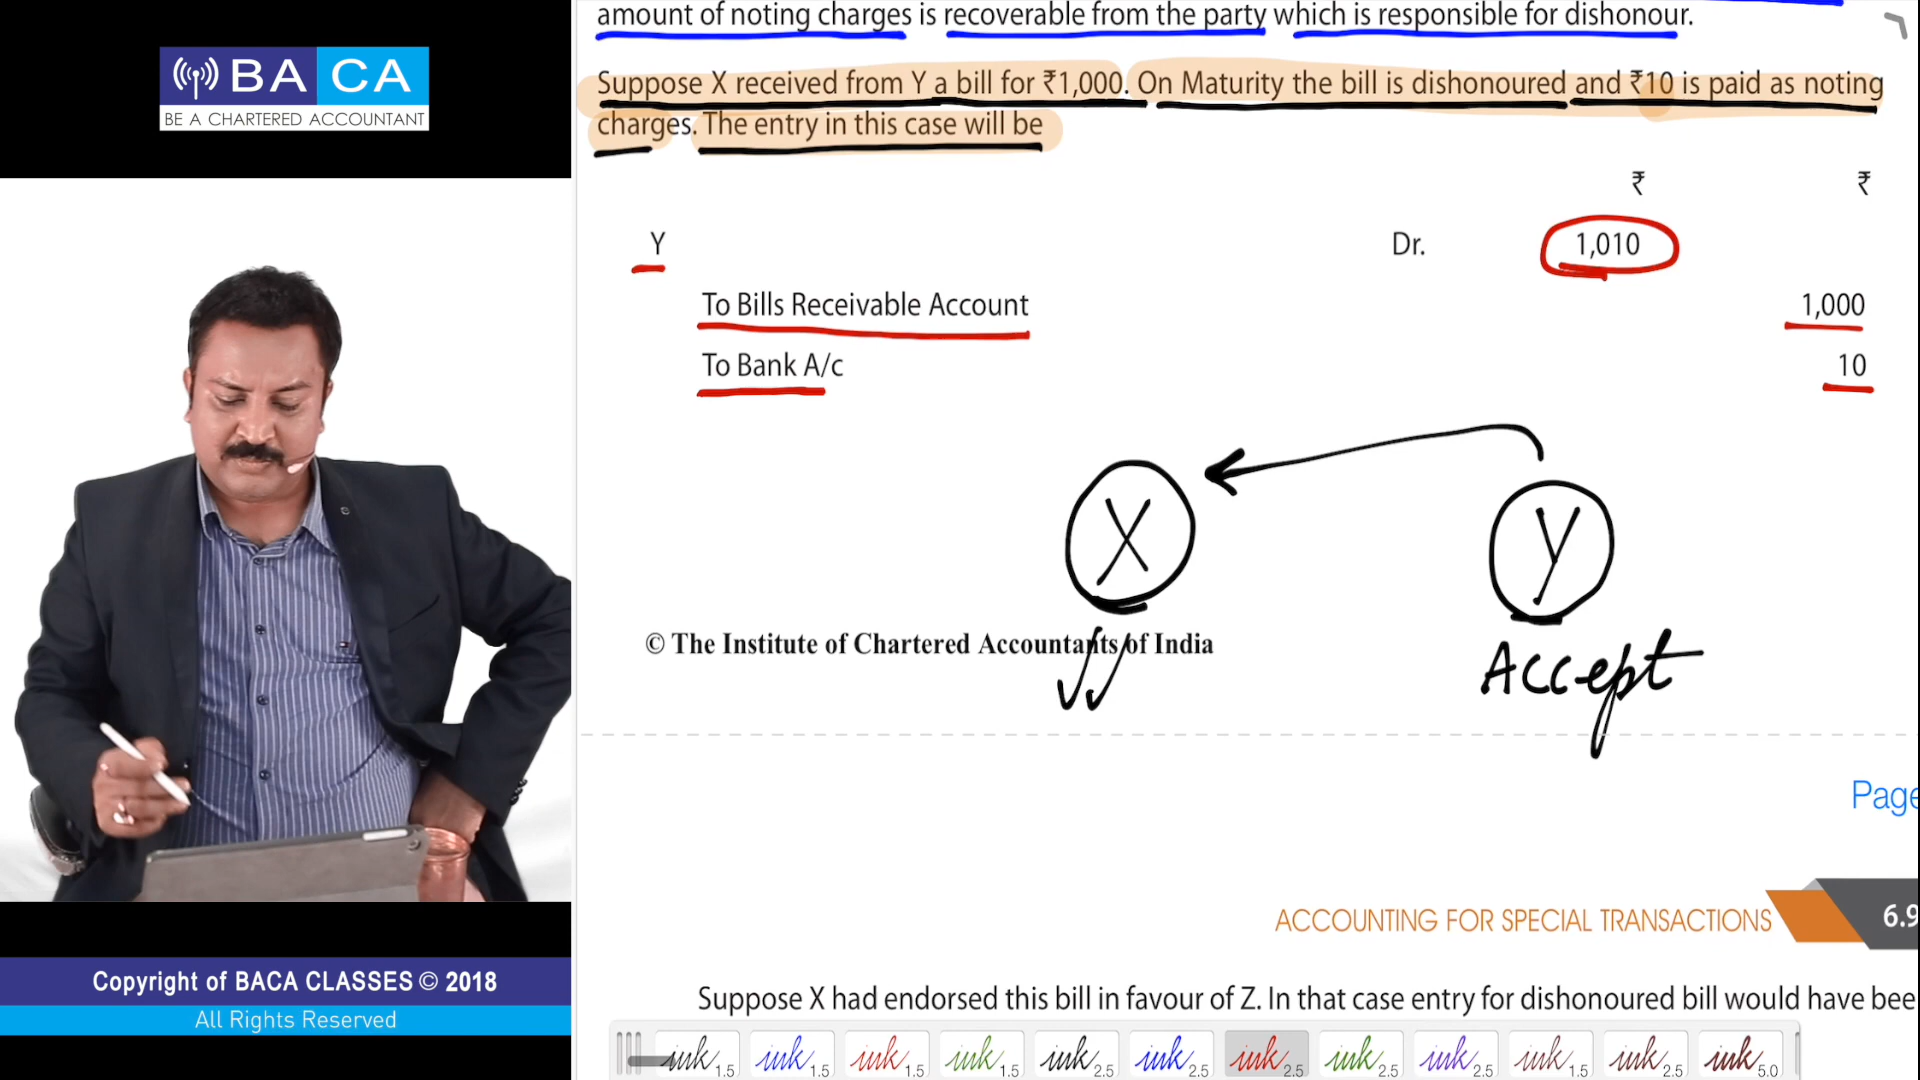 BA CA
BE A CHARTERED ACCOUNTANT
amount of noting charges is recoverable from the party which is responsible for dishonour.
Suppose X received from Y a bill for ₹1,000. On Maturity the bill is dishonoured and ₹10 is paid as noting
charges. The entry in this case will be
₹ ₹
Y Dr. 1,010
To Bills Receivable Account 1,000
To Bank A/c 10
X Y
© The Institute of Chartered Accountants of India
Accept
Page
ACCOUNTING FOR SPECIAL TRANSACTIONS 6.9
Copyright of BACA CLASSES © 2018
All Rights Reserved
Suppose X had endorsed this bill in favour of Z. In that case entry for dishonoured bill would have bee
ink 1.5 ink 1.5 ink 1.5 ink 1.5 ink 2.5 ink 2.5 ink 2.5 ink 2.5 ink 2.5 ink 1.5 ink 2.5 ink 5.0